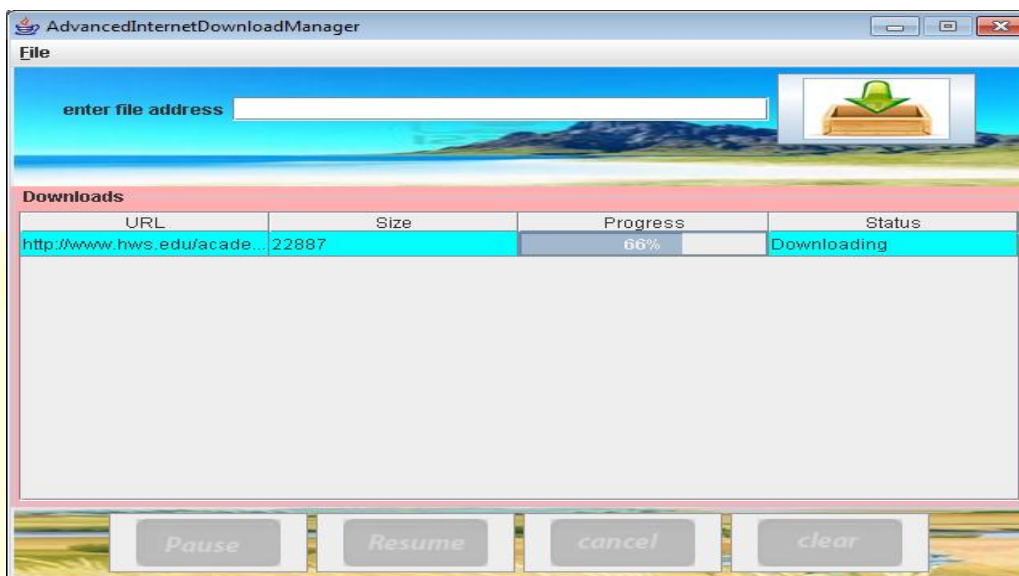 AdvancedInternetDownloadManager
File
enter file address
Downloads
URL Size Progress Status
http://www.hws.edu/acade... 22887 66% Downloading
Pause Resume cancel clear